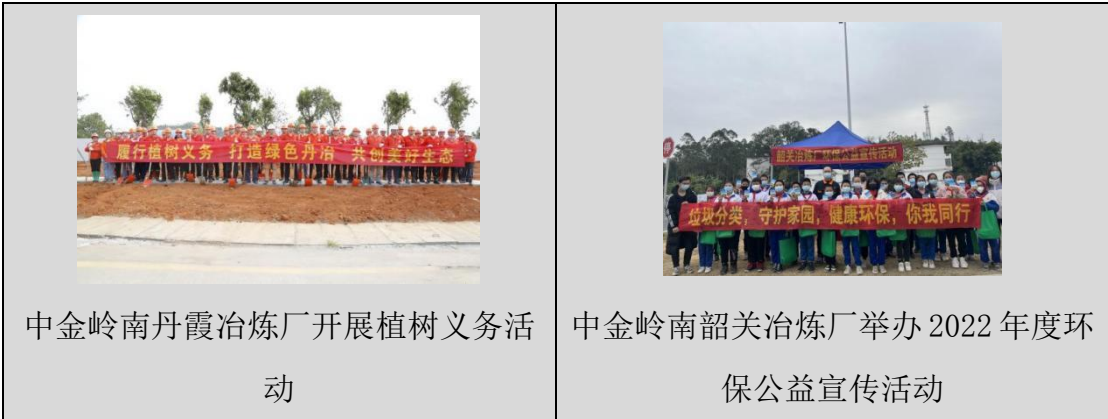 履行植树义务 打造绿色丹冶 共创美好生态
中金岭南丹霞冶炼厂开展植树义务活
动
韶关冶炼厂环保公益宣传活动
垃圾分类，守护家园，健康环保，你我同行
中金岭南韶关冶炼厂举办 2022 年度环
保公益宣传活动